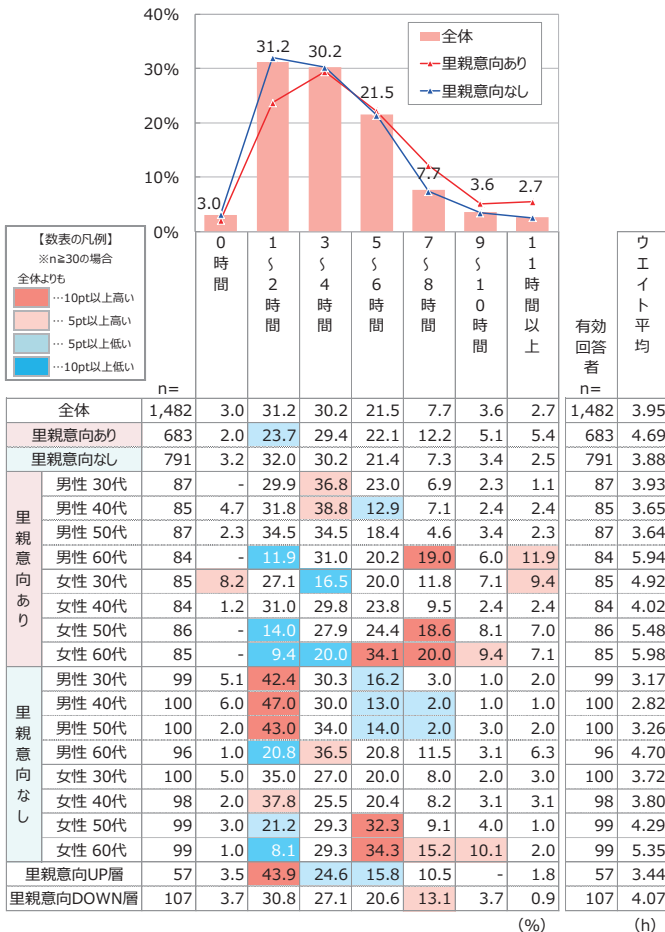 40%
30%
20%
10%
0%
3.0
31.2
30.2
21.5
7.7
3.6
2.7
全体
里親意向あり
里親意向なし
【数表の凡例】
※n≧30の場合
全体よりも
…10pt以上高い
… 5pt以上高い
… 5pt以上低い
…10pt以上低い
n=
0時間
1～2時間
3～4時間
5～6時間
7～8時間
9～10時間
11時間以上
有効回答者
n=
ウエイト平均
全体 1,482 3.0 31.2 30.2 21.5 7.7 3.6 2.7 1,482 3.95
里親意向あり 683 2.0 23.7 29.4 22.1 12.2 5.1 5.4 683 4.69
里親意向なし 791 3.2 32.0 30.2 21.4 7.3 3.4 2.5 791 3.88
里親意向あり
男性 30代 87 - 29.9 36.8 23.0 6.9 2.3 1.1 87 3.93
男性 40代 85 4.7 31.8 38.8 12.9 7.1 2.4 2.4 85 3.65
男性 50代 87 2.3 34.5 34.5 18.4 4.6 3.4 2.3 87 3.64
男性 60代 84 - 11.9 31.0 20.2 19.0 6.0 11.9 84 5.94
女性 30代 85 8.2 27.1 16.5 20.0 11.8 7.1 9.4 85 4.92
女性 40代 84 1.2 31.0 29.8 23.8 9.5 2.4 2.4 84 4.02
女性 50代 86 - 14.0 27.9 24.4 18.6 8.1 7.0 86 5.48
女性 60代 85 - 9.4 20.0 34.1 20.0 9.4 7.1 85 5.98
里親意向なし
男性 30代 99 5.1 42.4 30.3 16.2 3.0 1.0 2.0 99 3.17
男性 40代 100 6.0 47.0 30.0 13.0 2.0 1.0 1.0 100 2.82
男性 50代 100 2.0 43.0 34.0 14.0 2.0 3.0 2.0 100 3.26
男性 60代 96 1.0 20.8 36.5 20.8 11.5 3.1 6.3 96 4.70
女性 30代 100 5.0 35.0 27.0 20.0 8.0 2.0 3.0 100 3.72
女性 40代 98 2.0 37.8 25.5 20.4 8.2 3.1 3.1 98 3.80
女性 50代 99 3.0 21.2 29.3 32.3 9.1 4.0 1.0 99 4.29
女性 60代 99 1.0 8.1 29.3 34.3 15.2 10.1 2.0 99 5.35
里親意向UP層 57 3.5 43.9 24.6 15.8 10.5 - 1.8 57 3.44
里親意向DOWN層 107 3.7 30.8 27.1 20.6 13.1 3.7 0.9 107 4.07
(%) (h)